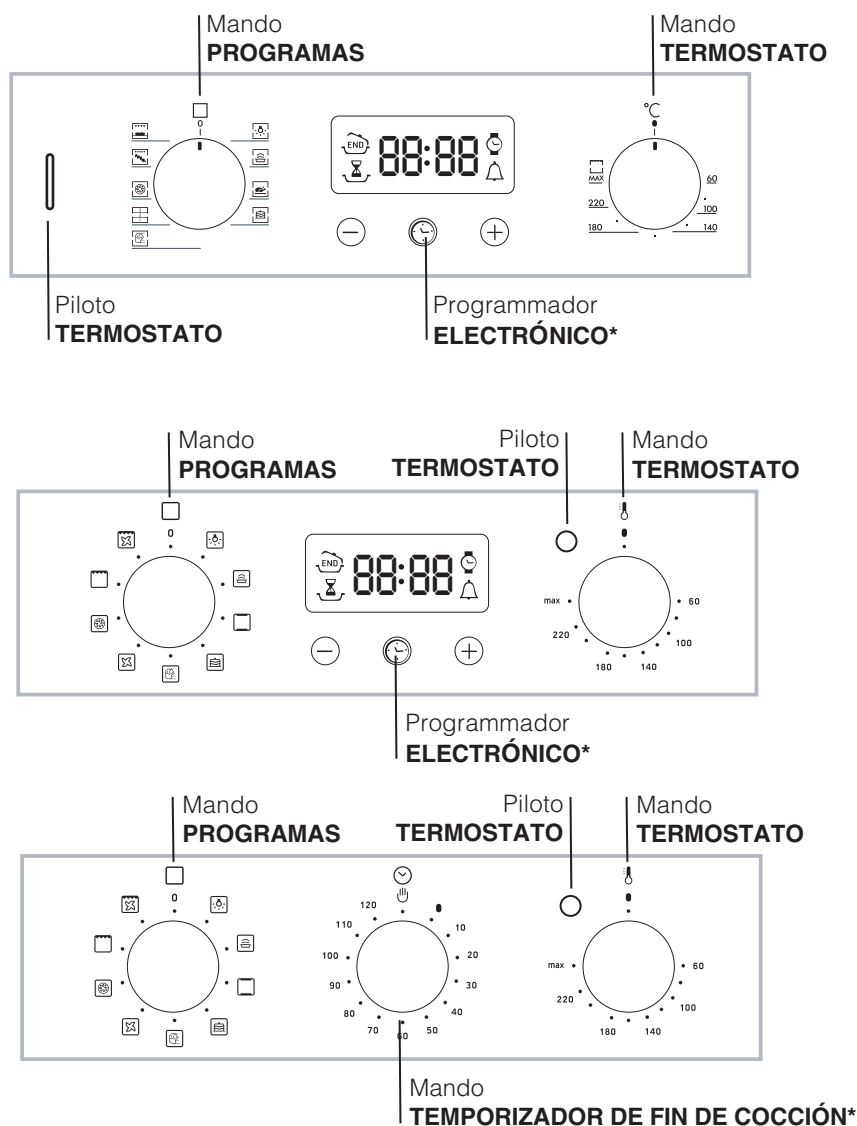 Mando
PROGRAMAS
Mando
TERMOSTATO
°C
0
END
88:88
MAX
60
220
100
180
140
Piloto
TERMOSTATO
Programmador
ELECTRÓNICO*
Mando
PROGRAMAS
Piloto
TERMOSTATO
Mando
TERMOSTATO
0
END
88:88
max
60
220
100
180
140
Programmador
ELECTRÓNICO*
Mando
PROGRAMAS
Piloto
TERMOSTATO
Mando
TERMOSTATO
0
120
110
10
100
20
90
30
80
40
70
60
50
max
60
220
100
180
140
Mando
TEMPORIZADOR DE FIN DE COCCIÓN*